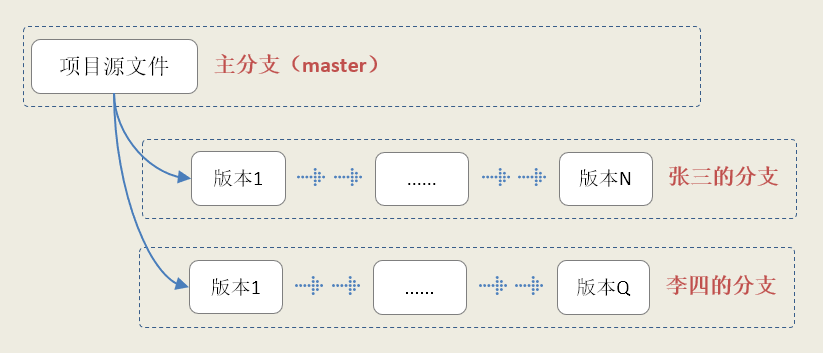 项目源文件 主分支（master）
版本1 ...... 版本N 张三的分支
版本1 ...... 版本Q 李四的分支